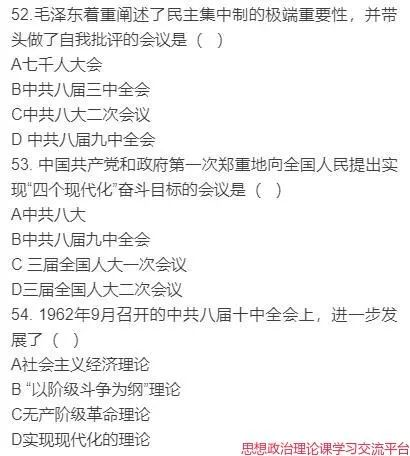 52.毛泽东着重阐述了民主集中制的极端重要性，并带
头做了自我批评的会议是（   ）
A七千人大会
B中共八届三中全会
C中共八大二次会议
D 中共八届九中全会
53. 中国共产党和政府第一次郑重地向全国人民提出实
现“四个现代化”奋斗目标的会议是（   ）
A中共八大
B中共八届九中全会
C 三届全国人大一次会议
D三届全国人大二次会议
54. 1962年9月召开的中共八届十中全会上，进一步发
展了（   ）
A社会主义经济理论
B “以阶级斗争为纲”理论
C无产阶级革命理论
D实现现代化的理论
思想政治理论课学习交流平台